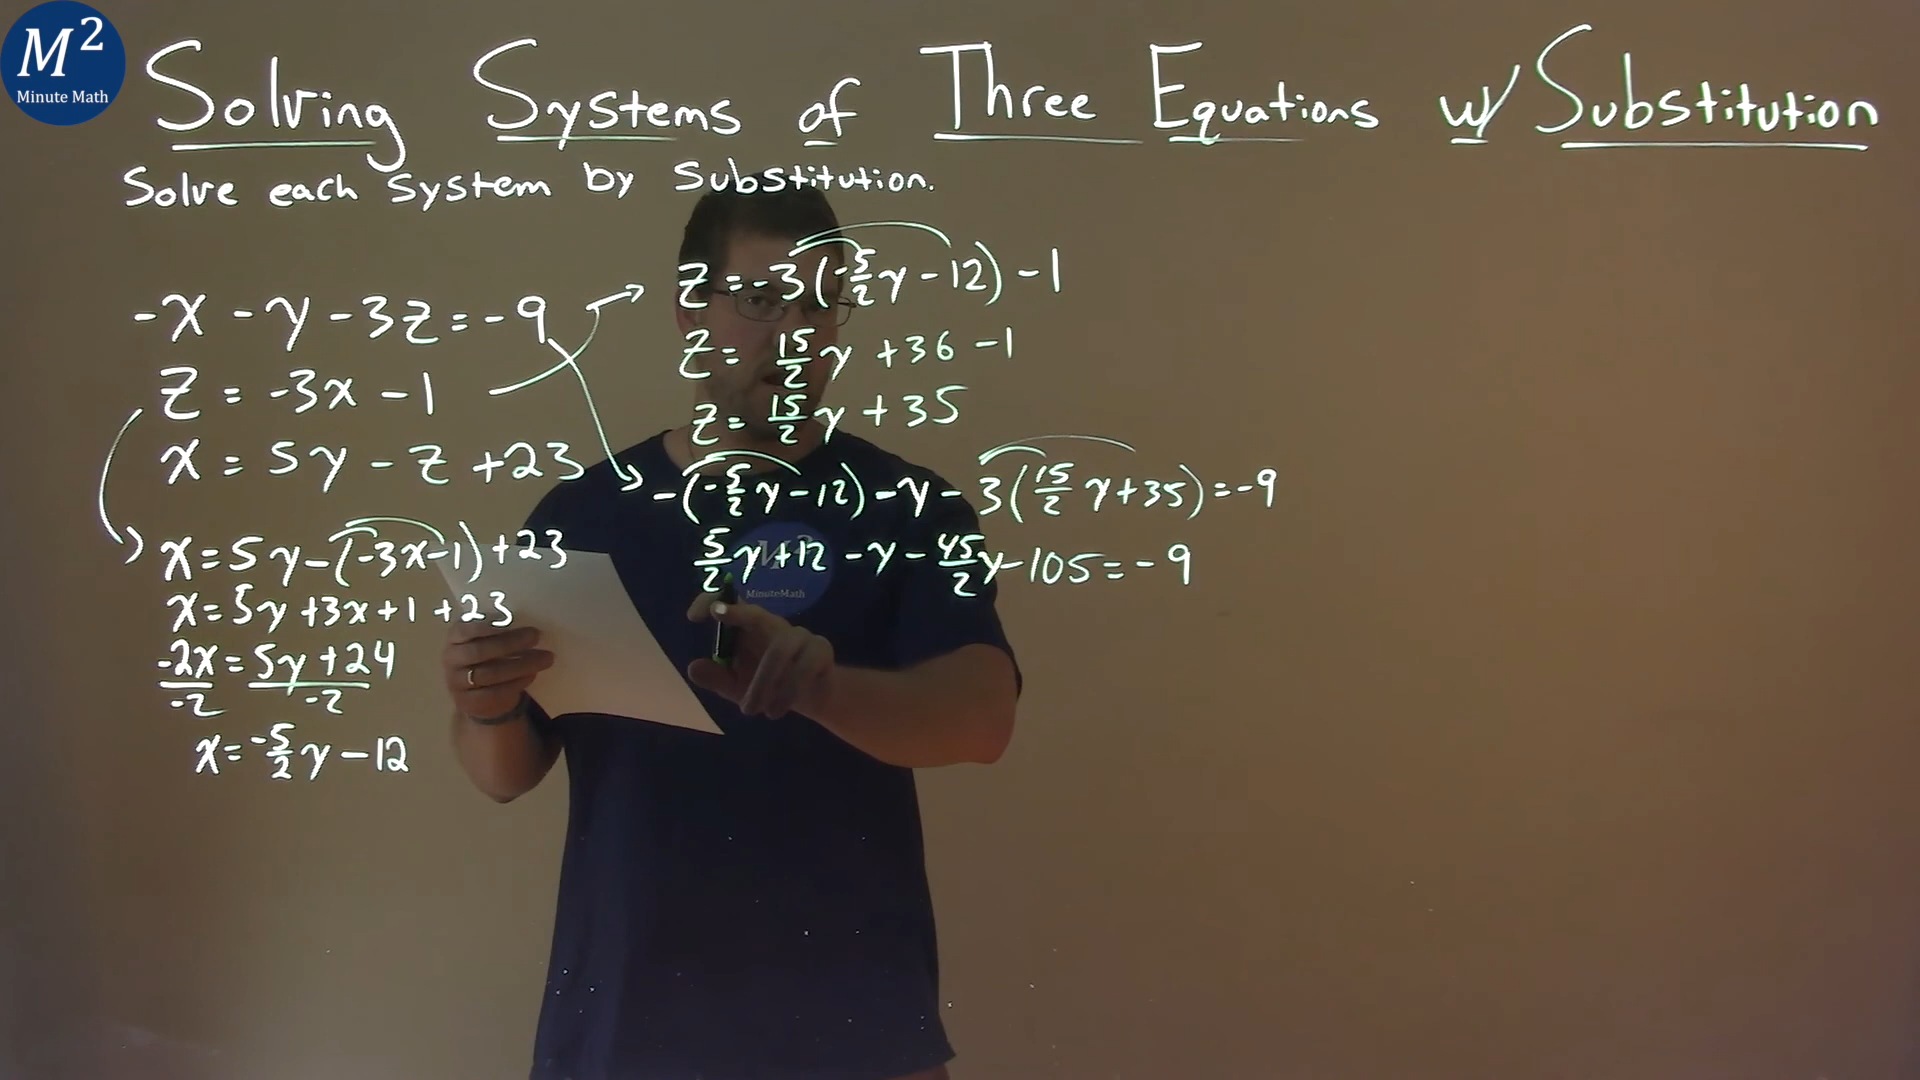 M²
Minute Math
Solving Systems of Three Equations w/ Substitution
Solve each system by substitution.
-x - y - 3z = -9
z = -3x - 1
x = 5y - z + 23
x = 5y - (-3x - 1) + 23
x = 5y + 3x + 1 + 23
-2x = 5y + 24
-2 -2
x = -5/2 y - 12
z = -3(-5/2 y - 12) - 1
z = 15/2 y + 36 - 1
z = 15/2 y + 35
-(-5/2 y - 12) - y - 3(15/2 y + 35) = -9
5/2 y + 12 - y - 45/2 y - 105 = -9
M²
MinuteMath